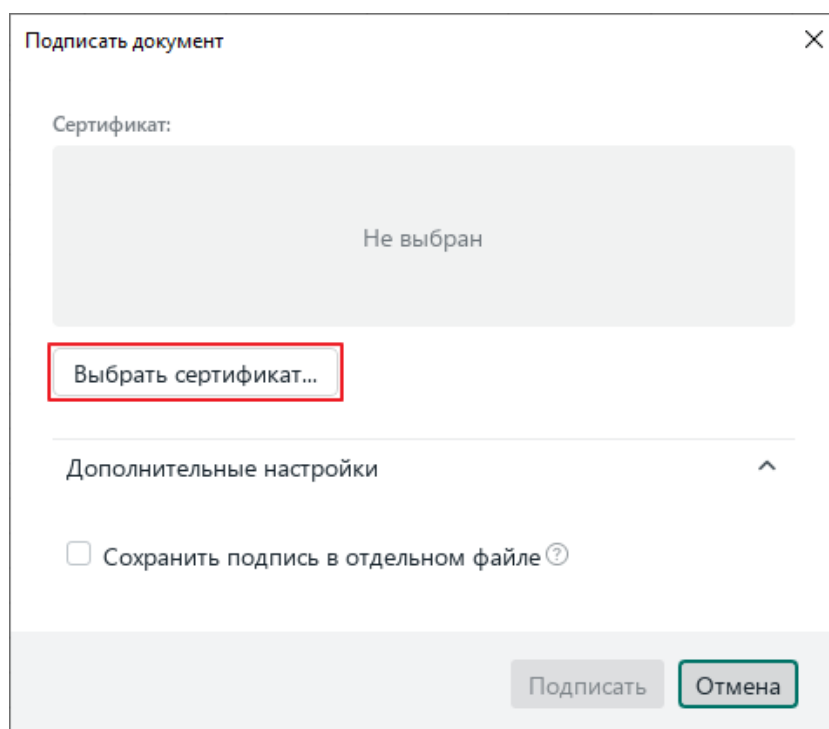 Подписать документ
Сертификат:
Не выбран
Выбрать сертификат...
Дополнительные настройки
Сохранить подпись в отдельном файле ?
Подписать Отмена